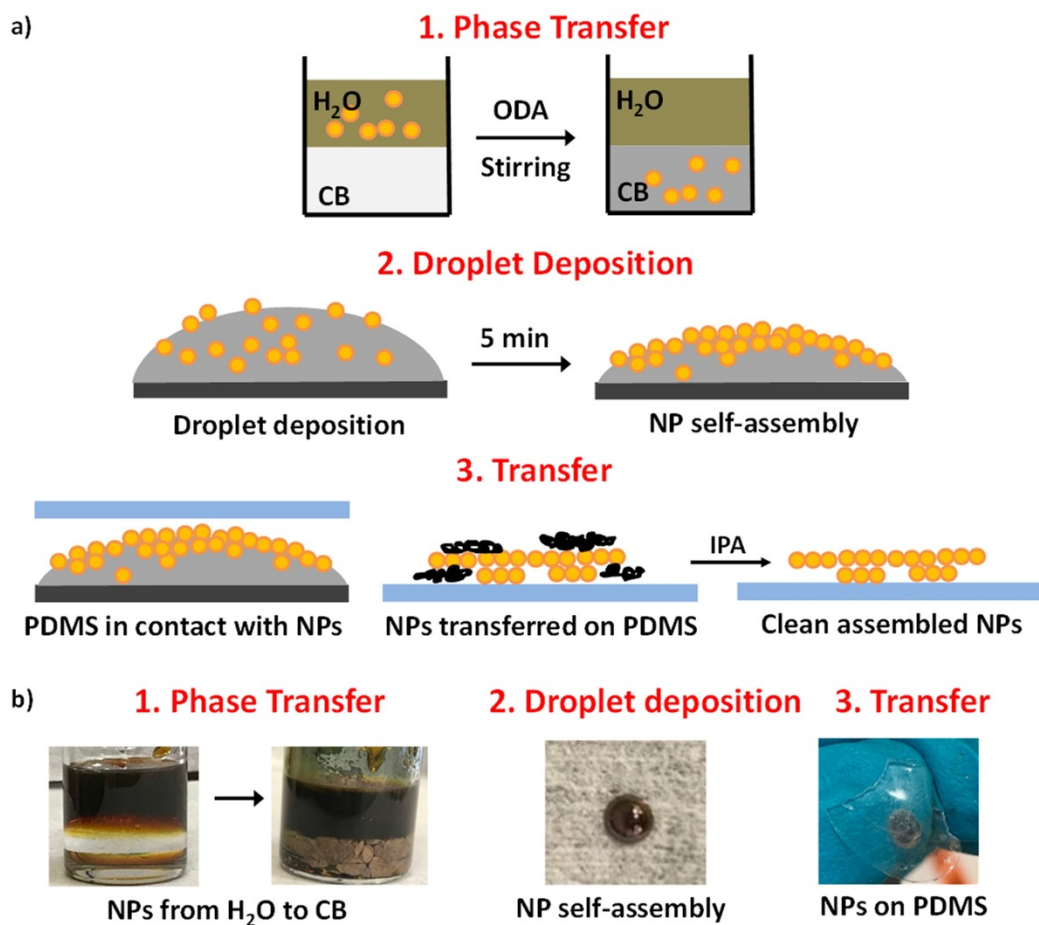 a)
1. Phase Transfer
H₂O
CB
ODA
Stirring
H₂O
CB
2. Droplet Deposition
5 min
Droplet deposition
NP self-assembly
3. Transfer
IPA
PDMS in contact with NPs
NPs transferred on PDMS
Clean assembled NPs
b)
1. Phase Transfer
2. Droplet deposition
3. Transfer
NPs from H₂O to CB
NP self-assembly
NPs on PDMS